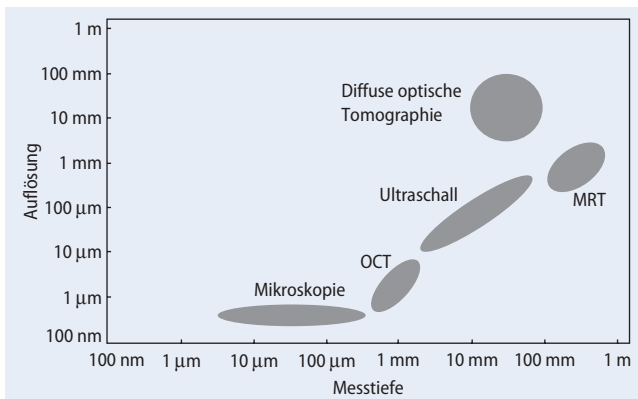 1 m
100 mm
10 mm
1 mm
100 µm
10 µm
1 µm
100 nm
Auflösung
Diffuse optische
Tomographie
Ultraschall
MRT
OCT
Mikroskopie
100 nm 1 µm 10 µm 100 µm 1 mm 10 mm 100 mm 1 m
Messtiefe